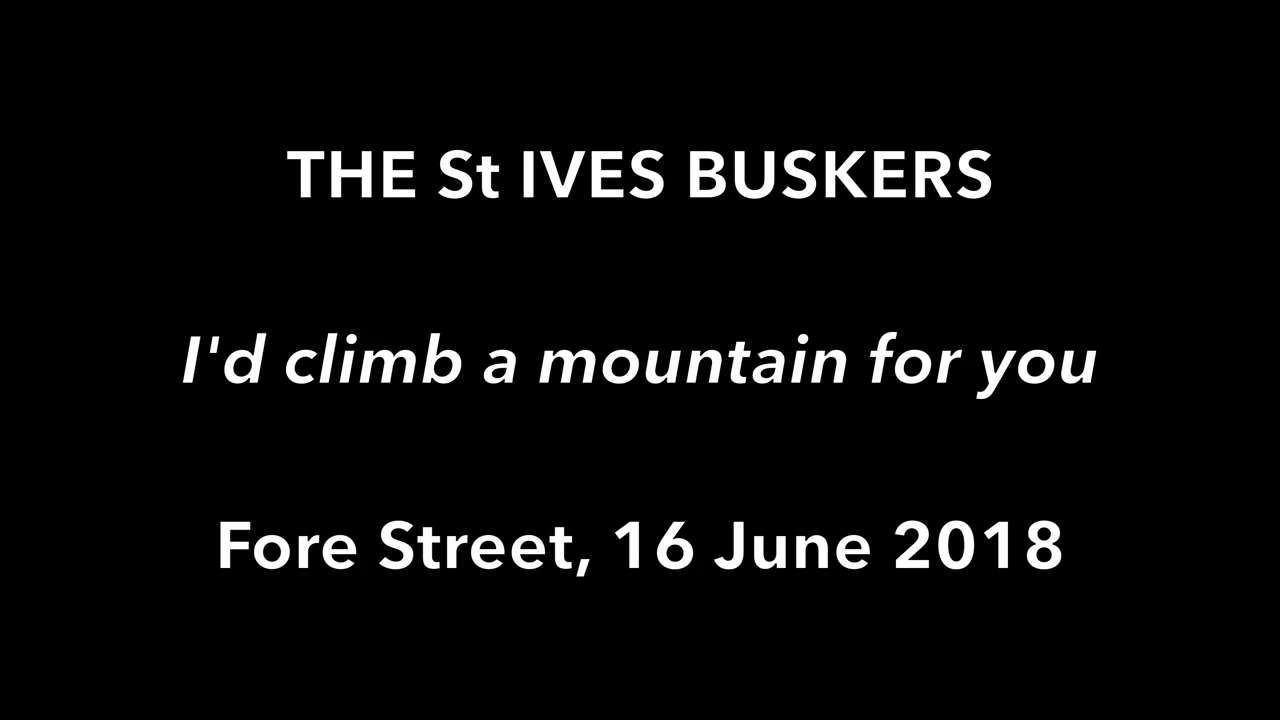 THE St IVES BUSKERS
I'd climb a mountain for you
Fore Street, 16 June 2018